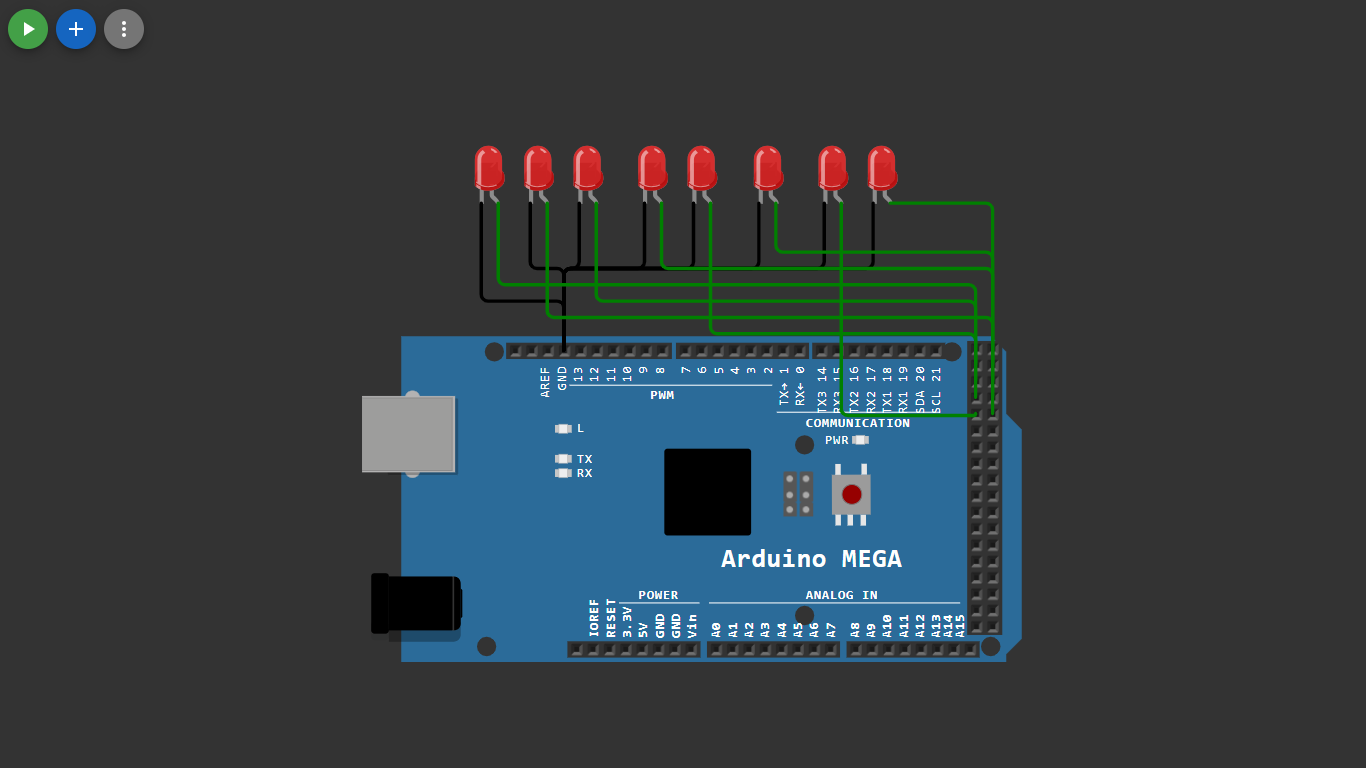 AREF GND 13 12 11 10 9 8 7 6 5 4 3 2 TX→ 1 RX← 0 TX3 14 RX3 15 TX2 16 RX2 17 TX1 18 RX1 19 SDA 20 SCL 21
PWM
COMMUNICATION
L
PWR
TX
RX
Arduino MEGA
POWER
ANALOG IN
IOREF RESET 3.3V 5V GND GND Vin A0 A1 A2 A3 A4 A5 A6 A7 A8 A9 A10 A11 A12 A13 A14 A15